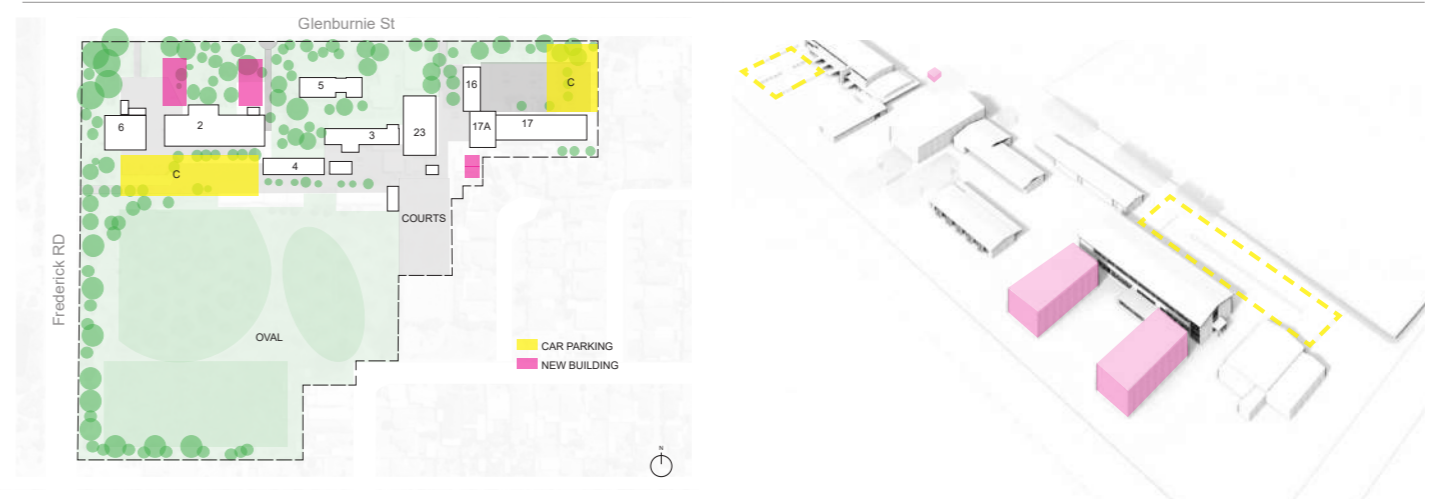 Glenburnie St
C
5
16
6
2
3
23
17A
17
4
C
COURTS
Frederick RD
OVAL
CAR PARKING
NEW BUILDING
N